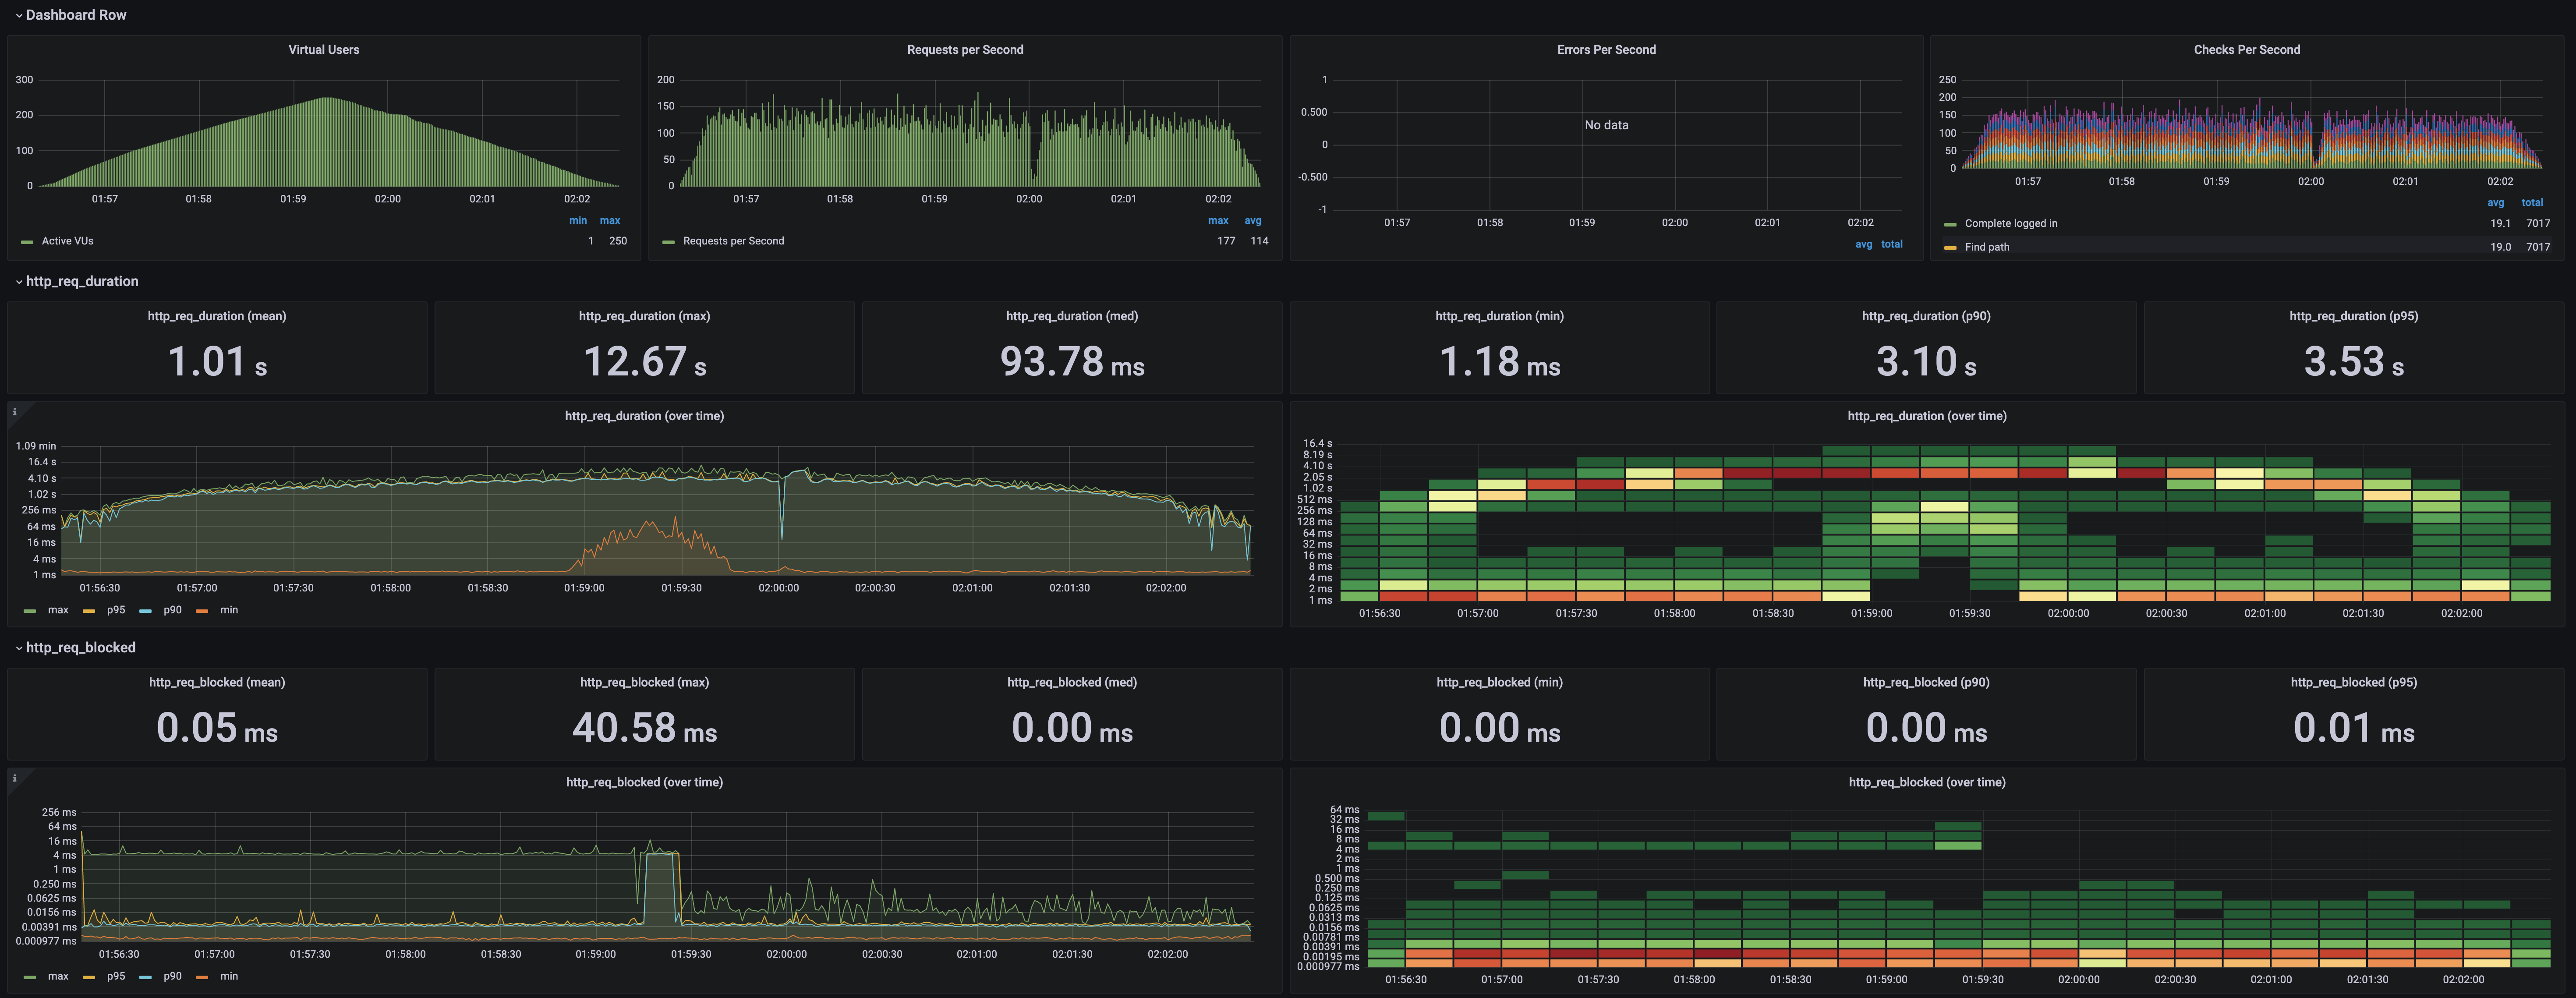 Dashboard Row
Virtual Users
300
200
100
0
01:57 01:58 01:59 02:00 02:01 02:02
min max
Active VUs 1 250
Requests per Second
200
150
100
50
0
01:57 01:58 01:59 02:00 02:01 02:02
max avg
Requests per Second 177 114
Errors Per Second
1
0.500
0
-0.500
-1
No data
01:57 01:58 01:59 02:00 02:01 02:02
avg total
Checks Per Second
250
200
150
100
50
0
01:57 01:58 01:59 02:00 02:01 02:02
avg total
Complete logged in 19.1 7017
Find path 19.0 7017
http_req_duration
http_req_duration (mean)
1.01 s
http_req_duration (max)
12.67 s
http_req_duration (med)
93.78 ms
http_req_duration (min)
1.18 ms
http_req_duration (p90)
3.10 s
http_req_duration (p95)
3.53 s
i
http_req_duration (over time)
1.09 min
16.4 s
4.10 s
1.02 s
256 ms
64 ms
16 ms
4 ms
1 ms
01:56:30 01:57:00 01:57:30 01:58:00 01:58:30 01:59:00 01:59:30 02:00:00 02:00:30 02:01:00 02:01:30 02:02:00
max p95 p90 min
http_req_duration (over time)
16.4 s
8.19 s
4.10 s
2.05 s
1.02 s
512 ms
256 ms
128 ms
64 ms
32 ms
16 ms
8 ms
4 ms
2 ms
1 ms
01:56:30 01:57:00 01:57:30 01:58:00 01:58:30 01:59:00 01:59:30 02:00:00 02:00:30 02:01:00 02:01:30 02:02:00
http_req_blocked
http_req_blocked (mean)
0.05 ms
http_req_blocked (max)
40.58 ms
http_req_blocked (med)
0.00 ms
http_req_blocked (min)
0.00 ms
http_req_blocked (p90)
0.00 ms
http_req_blocked (p95)
0.01 ms
i
http_req_blocked (over time)
256 ms
64 ms
16 ms
4 ms
1 ms
0.250 ms
0.0625 ms
0.0156 ms
0.00391 ms
0.000977 ms
01:56:30 01:57:00 01:57:30 01:58:00 01:58:30 01:59:00 01:59:30 02:00:00 02:00:30 02:01:00 02:01:30 02:02:00
max p95 p90 min
http_req_blocked (over time)
64 ms
32 ms
16 ms
8 ms
4 ms
2 ms
1 ms
0.500 ms
0.250 ms
0.125 ms
0.0625 ms
0.0313 ms
0.0156 ms
0.00781 ms
0.00391 ms
0.00195 ms
0.000977 ms
01:56:30 01:57:00 01:57:30 01:58:00 01:58:30 01:59:00 01:59:30 02:00:00 02:00:30 02:01:00 02:01:30 02:02:00